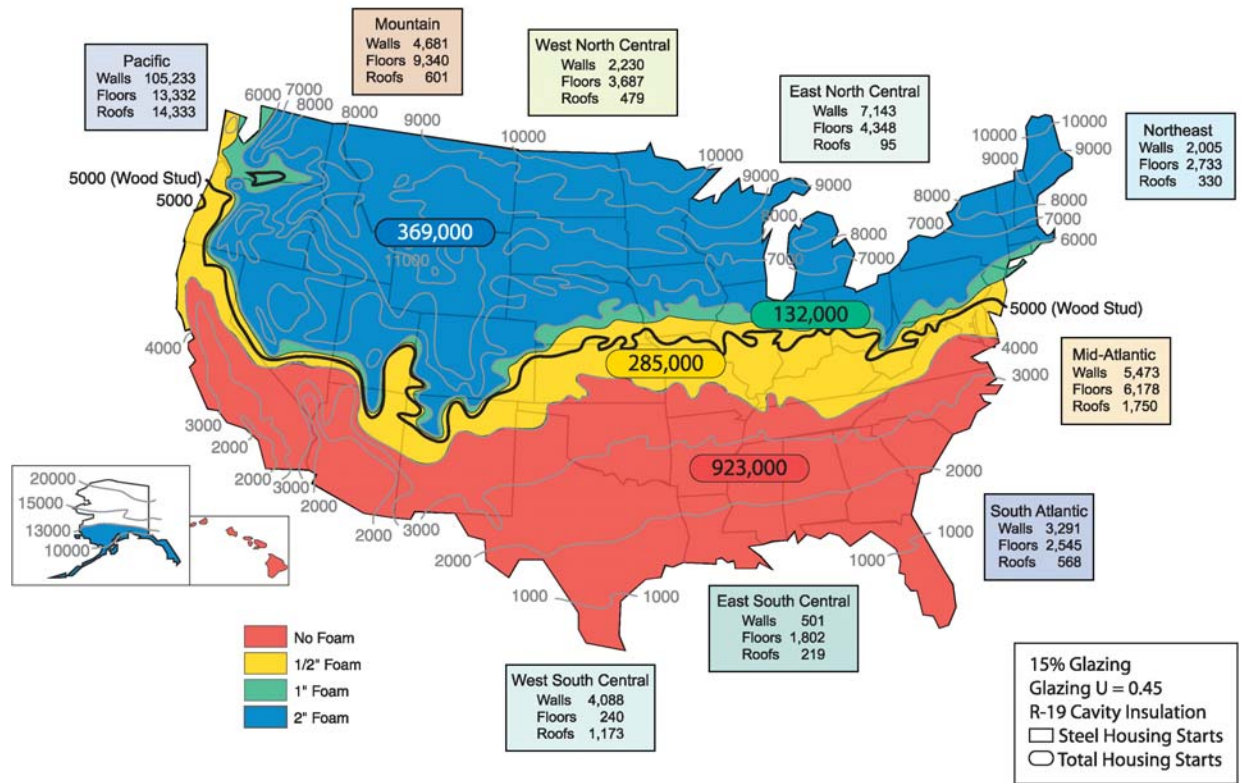 Mountain
Walls 4,681
Floors 9,340
Roofs 601
West North Central
Walls 2,230
Floors 3,687
Roofs 479
Pacific
Walls 105,233
Floors 13,332
Roofs 14,333
East North Central
Walls 7,143
Floors 4,348
Roofs 95
Northeast
Walls 2,005
Floors 2,733
Roofs 330
6000
7000
8000
8000
9000
10000
10000
9000
8000
7000
8000
7000
10000
9000
8000
7000
10000
9000
8000
7000
6000
5000 (Wood Stud)
5000
369,000
11000
132,000
5000 (Wood Stud)
285,000
4000
4000
3000
Mid-Atlantic
Walls 5,473
Floors 6,178
Roofs 1,750
3000
2000
2000
3000
2000
2000
3000
2000
923,000
2000
1000
1000
1000
1000
20000
15000
13000
10000
South Atlantic
Walls 3,291
Floors 2,545
Roofs 568
East South Central
Walls 501
Floors 1,802
Roofs 219
No Foam
1/2" Foam
1" Foam
2" Foam
West South Central
Walls 4,088
Floors 240
Roofs 1,173
15% Glazing
Glazing U = 0.45
R-19 Cavity Insulation
Steel Housing Starts
Total Housing Starts